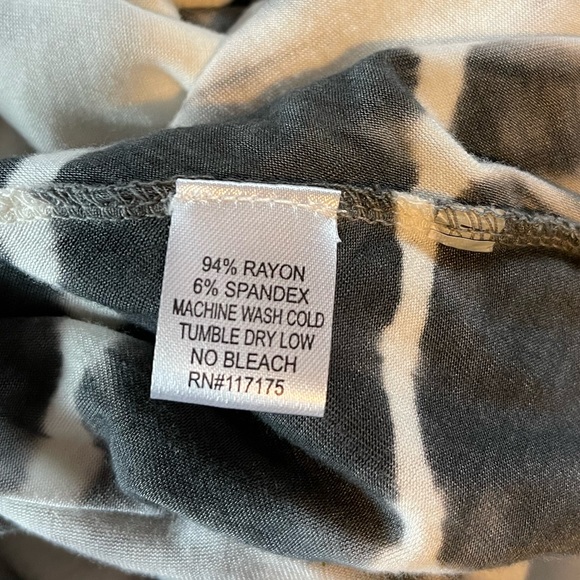 94% RAYON
6% SPANDEX
MACHINE WASH COLD
TUMBLE DRY LOW
NO BLEACH
RN#117175